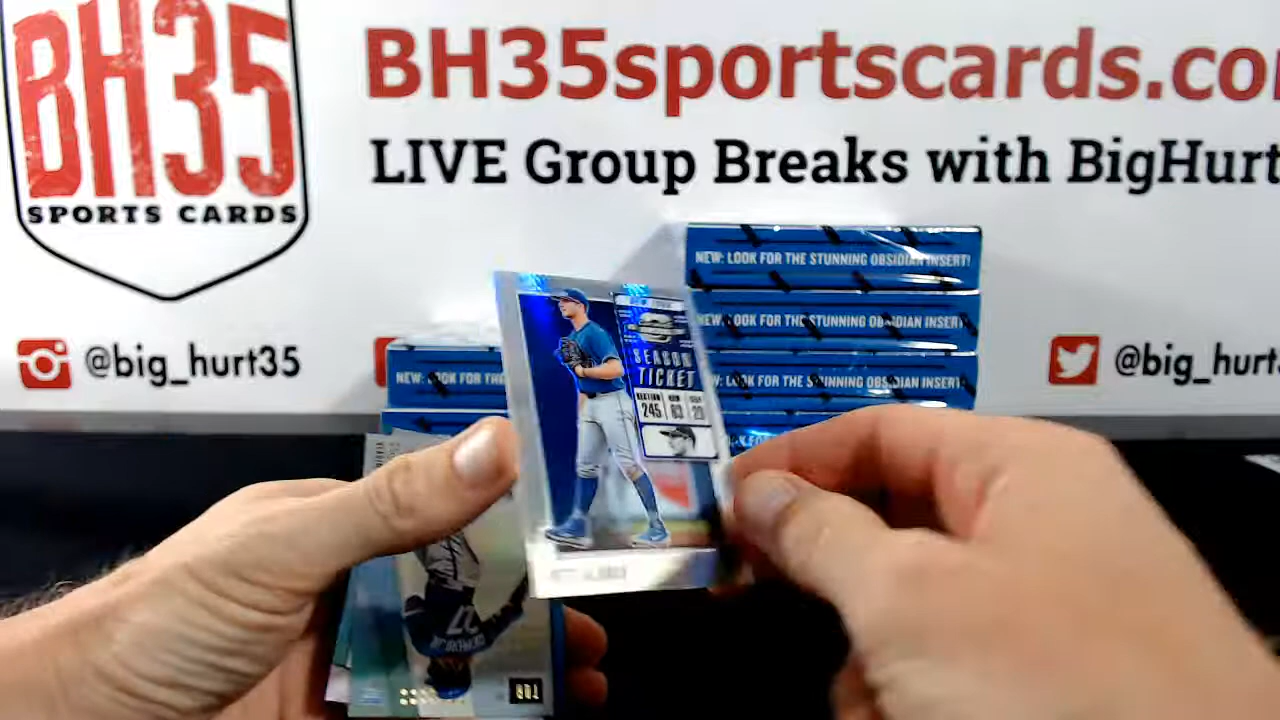 BH35
SPORTS CARDS
BH35sportscards.co
LIVE Group Breaks with BigHurt
@big_hurt35
@big_hurt
NEW: LOOK FOR THE STUNNING OBSIDIAN INSERT!
NEW: LOOK FOR THE STUNNING OBSIDIAN INSERT
NEW: LOOK FOR THE STUNNING OBSIDIAN INSERT
NEW: LOOK FOR THE
SEASON
TICKET
245 63 20
27